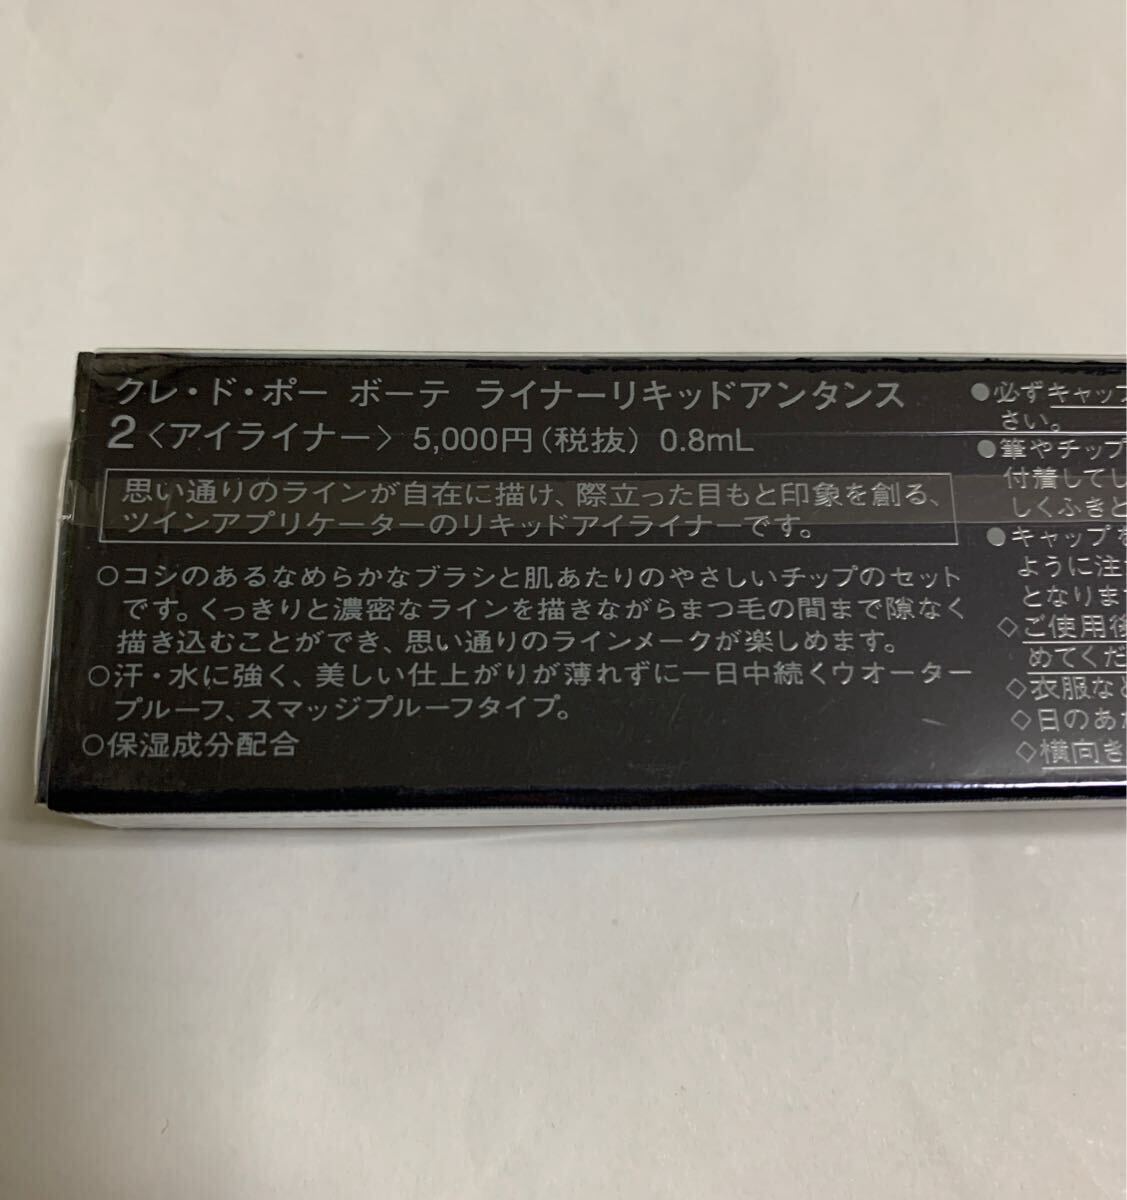 クレ・ド・ポー ボーテ ライナーリキッドアンタンス
2〈アイライナー〉5,000円(税抜) 0.8mL
思い通りのラインが自在に描け、際立った目もと印象を創る、
ツインアプリケーターのリキッドアイライナーです。
○コシのあるなめらかなブラシと肌あたりのやさしいチップのセット
です。くっきりと濃密なラインを描きながらまつ毛の間まで隙なく
描き込むことができ、思い通りのラインメークが楽しめます。
○汗・水に強く、美しい仕上がりが薄れずに一日中続くウオーター
プルーフ、スマッジプルーフタイプ。
○保湿成分配合
●必ずキャップ
さい。
●筆やチップ
付着してし
しくふきと
●キャップを
ように注
となりま
◇ご使用後
めてくだ
◇衣服など
◇日のあた
◇横向き